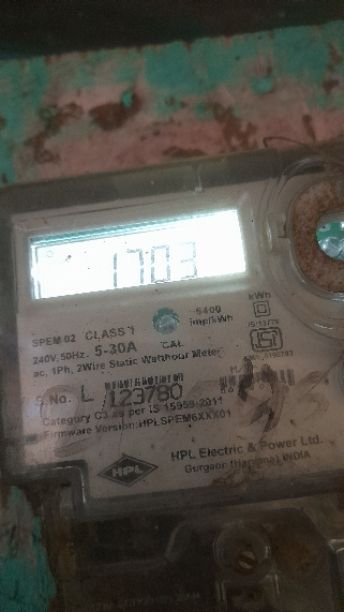 1703
kWh
5400
imp/kWh
SPEM 02 CLASS 1
240V, 50Hz. 5-30A CAL
ac, 1Ph, 2Wire Static Watthour Meter
S.No. L 123780
Category C3 as per IS 15959:2011
Firmware Version:HPLSPEM6XXX01
HPL
HPL Electric & Power Ltd.
Gurgaon (Haryana) INDIA